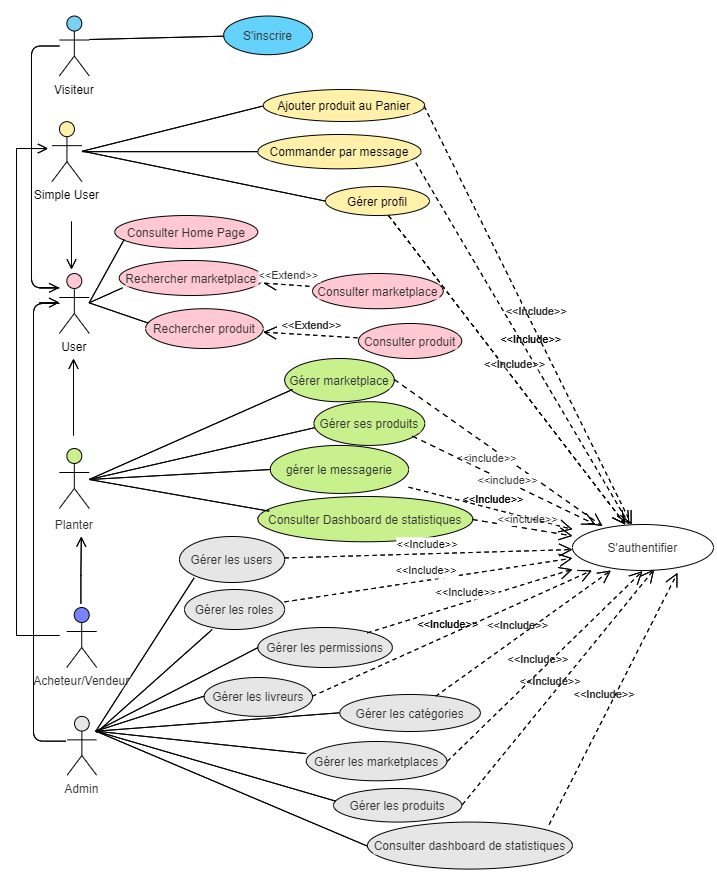 S'inscrire
Visiteur
Ajouter produit au Panier
Commander par message
Simple User
Gérer profil
Consulter Home Page
Rechercher marketplace
<<Extend>>
Consulter marketplace
<<Include>>
Rechercher produit
<<Extend>>
Consulter produit
<<Include>>
User
<<Include>>
Gérer marketplace
Gérer ses produits
<<include>>
gérer le messagerie
<<include>>
<<Include>>
Planter
Consulter Dashboard de statistiques
<<include>>
<<Include>>
S'authentifier
Gérer les users
<<Include>>
Gérer les roles
<<Include>>
<<Include>>
<<Include>>
Gérer les permissions
<<Include>>
Acheteur/Vendeur
Gérer les livreurs
<<Include>>
<<Include>>
Gérer les catégories
Gérer les marketplaces
Admin
Gérer les produits
Consulter dashboard de statistiques